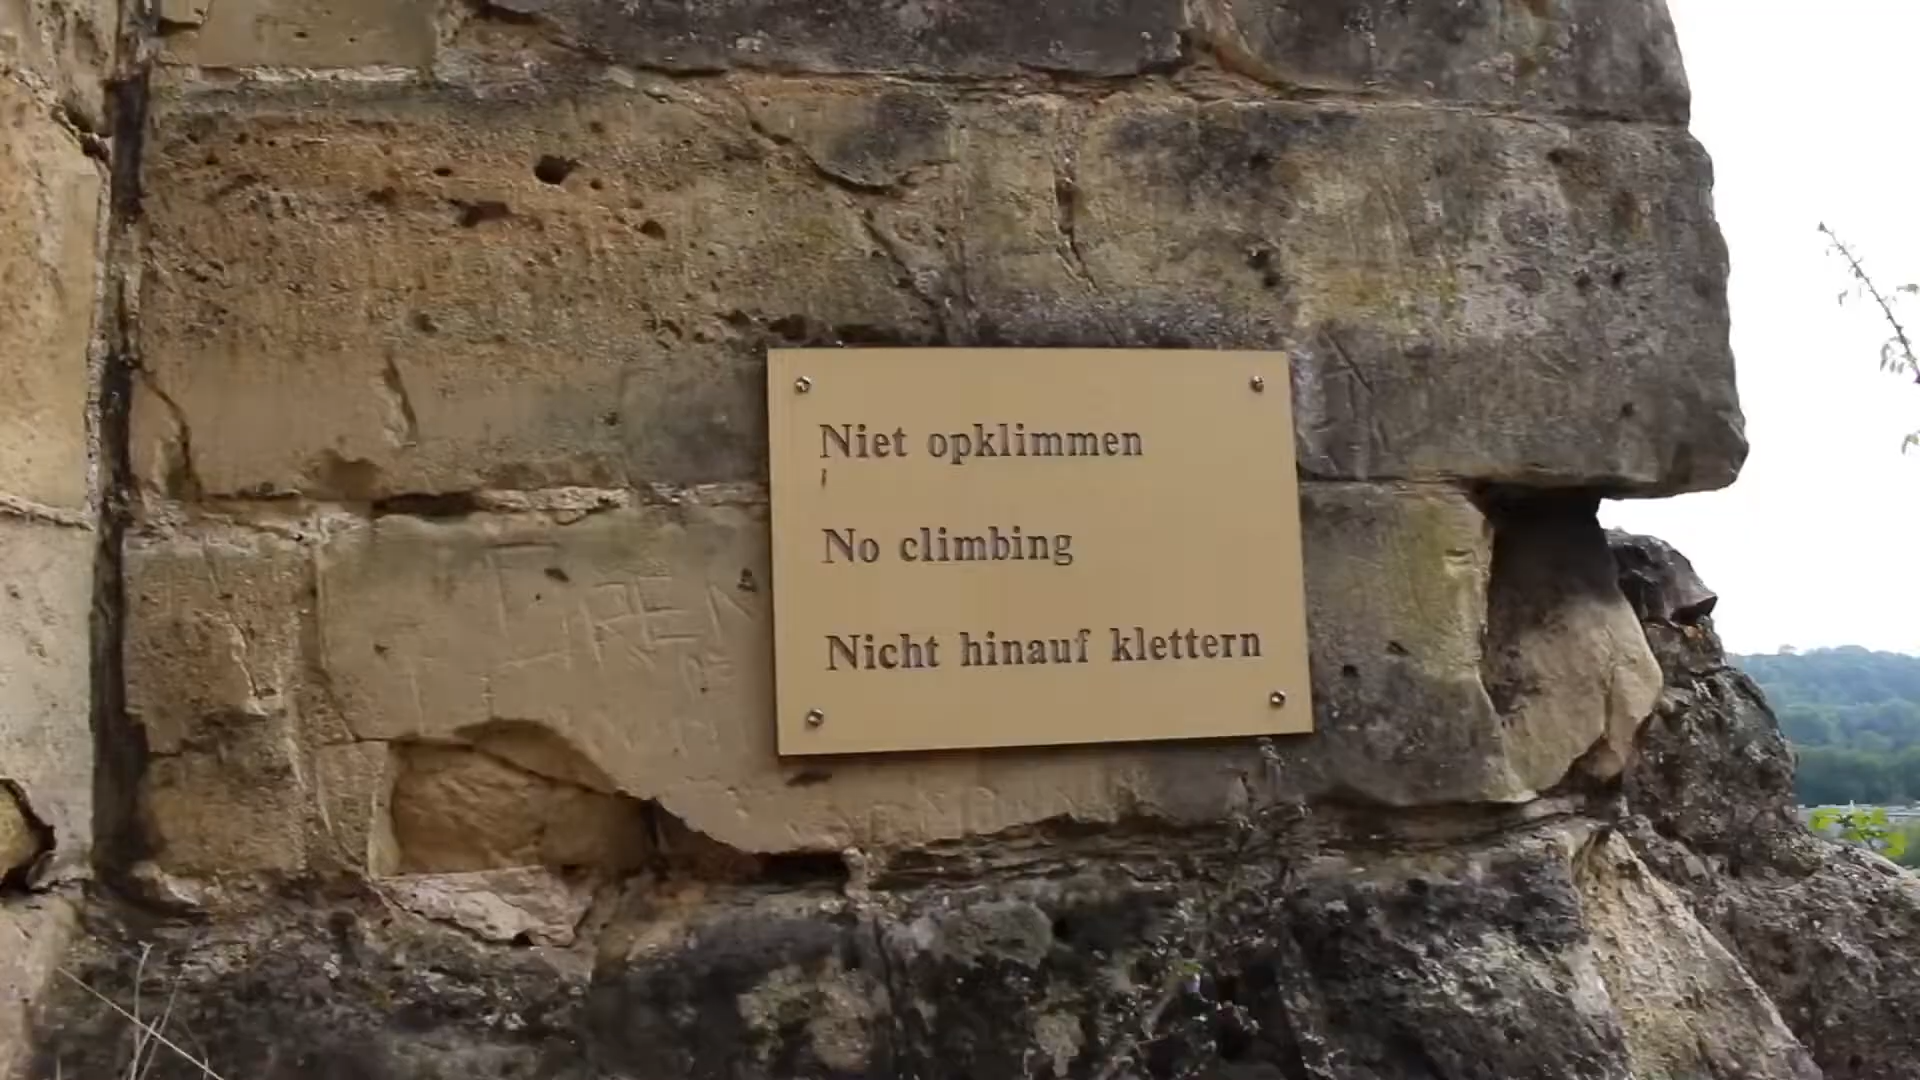 Niet opklimmen
No climbing
Nicht hinauf klettern